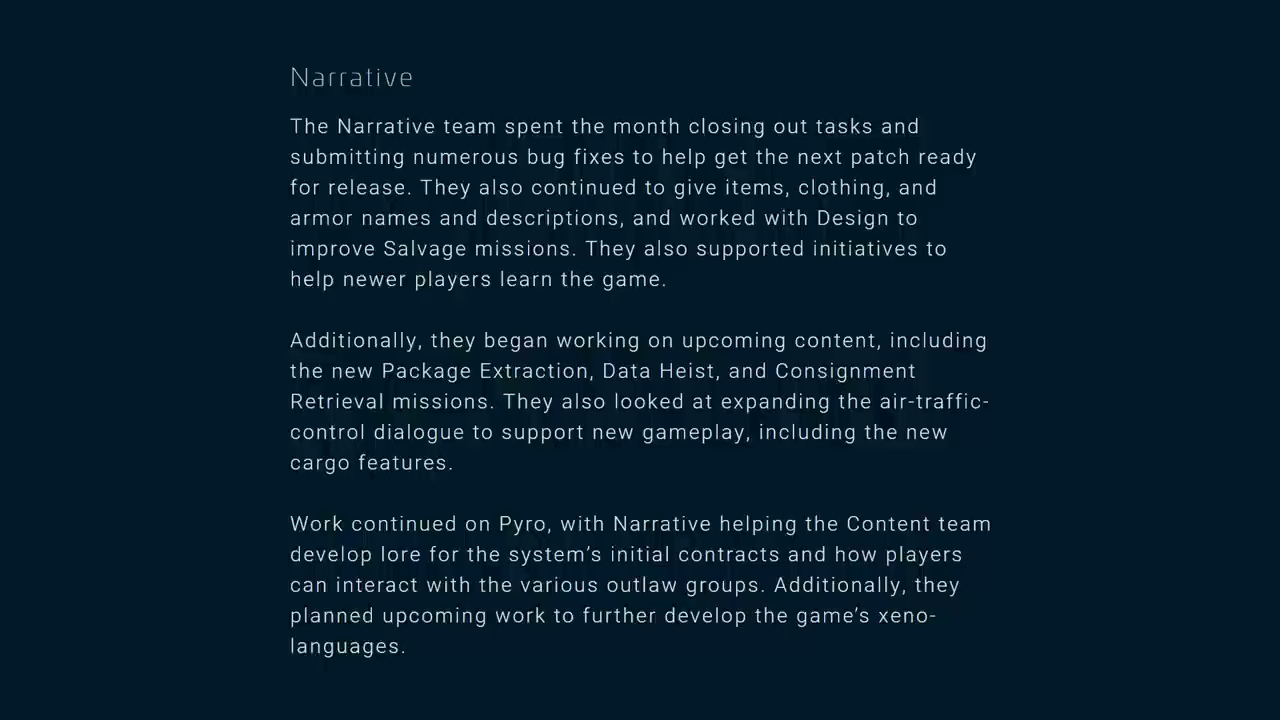 Narrative
The Narrative team spent the month closing out tasks and
submitting numerous bug fixes to help get the next patch ready
for release. They also continued to give items, clothing, and
armor names and descriptions, and worked with Design to
improve Salvage missions. They also supported initiatives to
help newer players learn the game.
Additionally, they began working on upcoming content, including
the new Package Extraction, Data Heist, and Consignment
Retrieval missions. They also looked at expanding the air-traffic-
control dialogue to support new gameplay, including the new
cargo features.
Work continued on Pyro, with Narrative helping the Content team
develop lore for the system’s initial contracts and how players
can interact with the various outlaw groups. Additionally, they
planned upcoming work to further develop the game’s xeno-
languages.